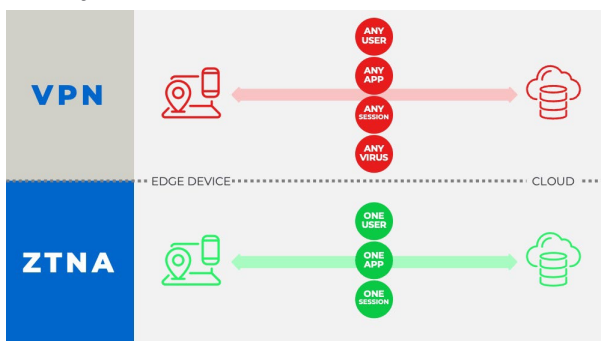 ANY
USER
VPN
ANY
APP
ANY
SESSION
ANY
VIRUS
EDGE DEVICE
CLOUD
ONE
USER
ZTNA
ONE
APP
ONE
SESSION